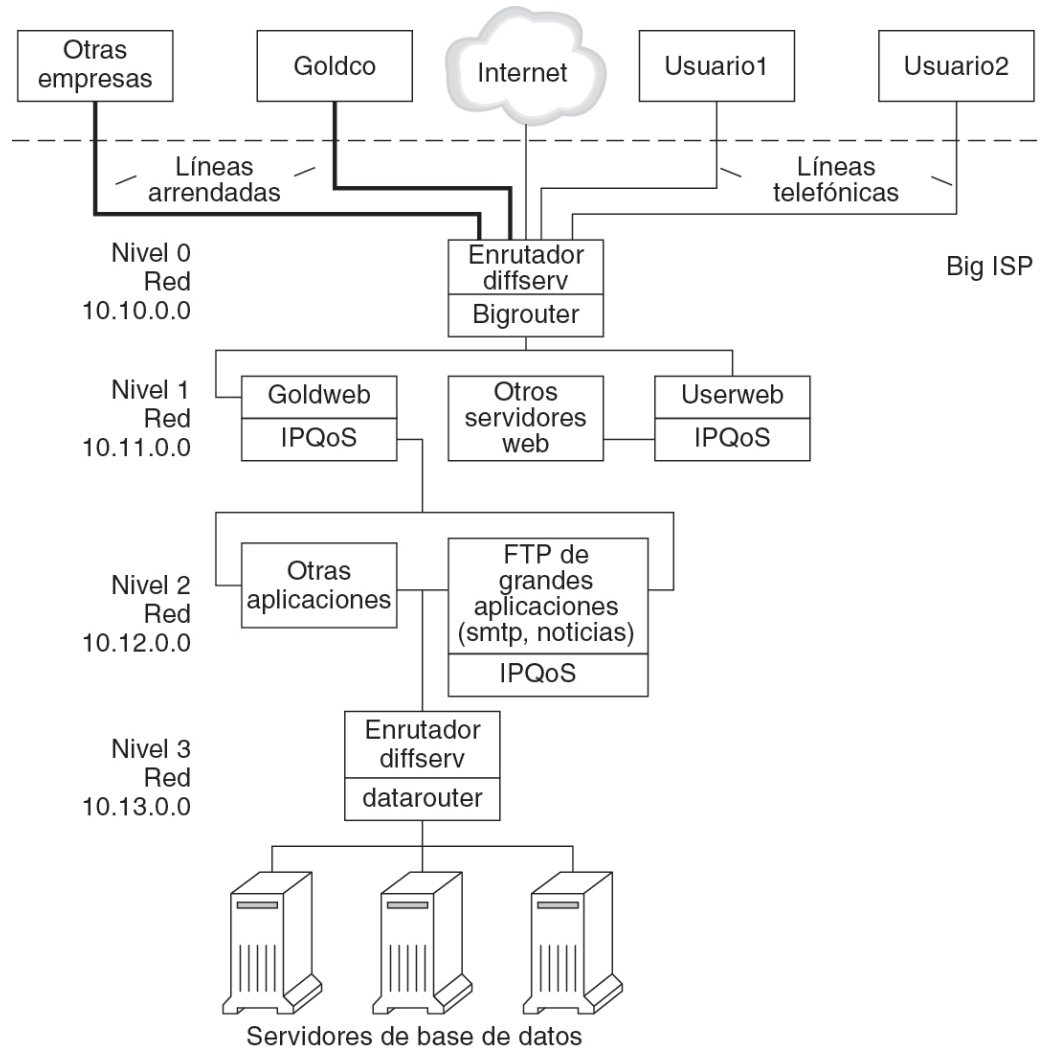 Otras
empresas
Goldco
Internet
Usuario1
Usuario2
Líneas
arrendadas
Líneas
telefónicas
Nivel 0
Red
10.10.0.0
Enrutador
diffserv
Bigrouter
Big ISP
Nivel 1
Red
10.11.0.0
Goldweb
IPQoS
Otros
servidores
web
Userweb
IPQoS
Nivel 2
Red
10.12.0.0
Otras
aplicaciones
FTP de
grandes
aplicaciones
(smtp, noticias)
IPQoS
Nivel 3
Red
10.13.0.0
Enrutador
diffserv
datarouter
Servidores de base de datos